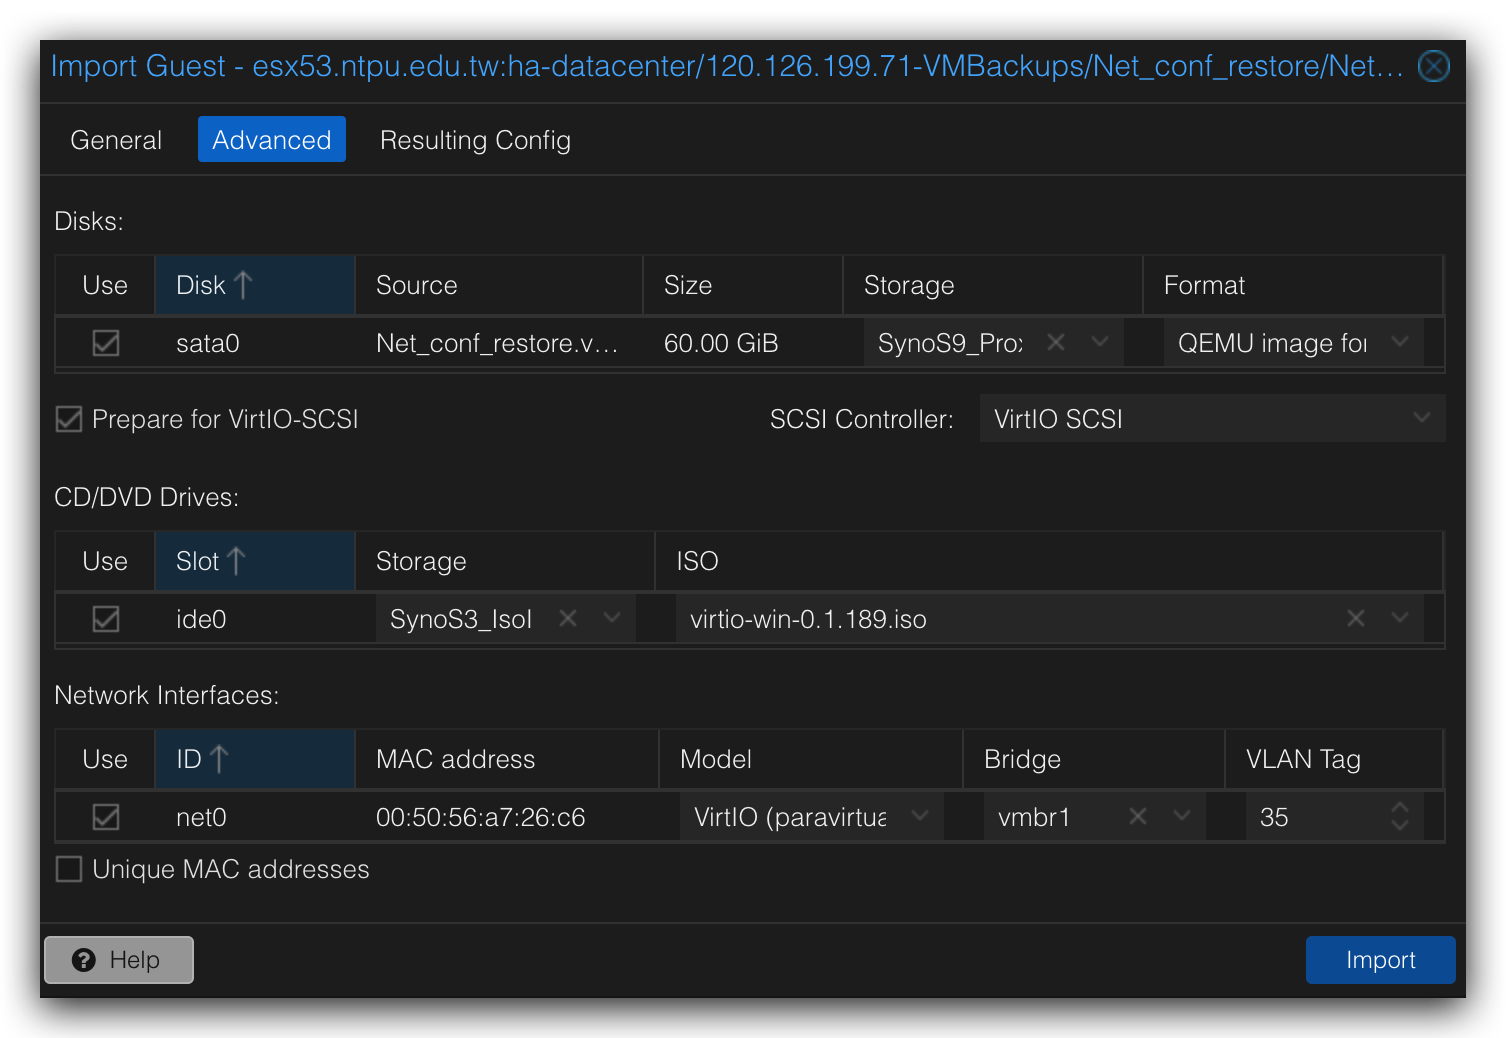 Import Guest - esx53.ntpu.edu.tw:ha-datacenter/120.126.199.71-VMBackups/Net_conf_restore/Net...
General Advanced Resulting Config
Disks:
Use Disk Source Size Storage Format
sata0 Net_conf_restore.v... 60.00 GiB SynoS9_Prox QEMU image for
Prepare for VirtIO-SCSI SCSI Controller: VirtIO SCSI
CD/DVD Drives:
Use Slot Storage ISO
ide0 SynoS3_IsoI virtio-win-0.1.189.iso
Network Interfaces:
Use ID MAC address Model Bridge VLAN Tag
net0 00:50:56:a7:26:c6 VirtIO (paravirtua vmbr1 35
Unique MAC addresses
Help Import